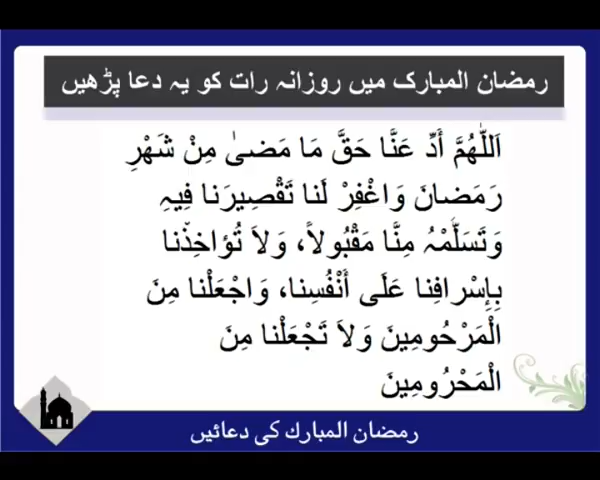 رمضان المبارک میں روزانہ رات کو یہ دعا پڑھیں
اَللّٰهُمَّ أَدِّ عَنَّا حَقَّ مَا مَضىٰ مِنْ شَهْرِ
رَمَضانَ وَاغْفِرْ لَنا تَقْصِيرَنا فِيهِ
وَتَسَلَّمْهُ مِنَّا مَقْبُولاً، وَلاَ تُؤاخِذْنا
بِإِسْرافِنا عَلَى أَنْفُسِنا، وَاجْعَلْنا مِنَ
الْمَرْحُومِينَ وَلاَ تَجْعَلْنا مِنَ
الْمَحْرُومِينَ
رمضان المبارك کی دعائیں